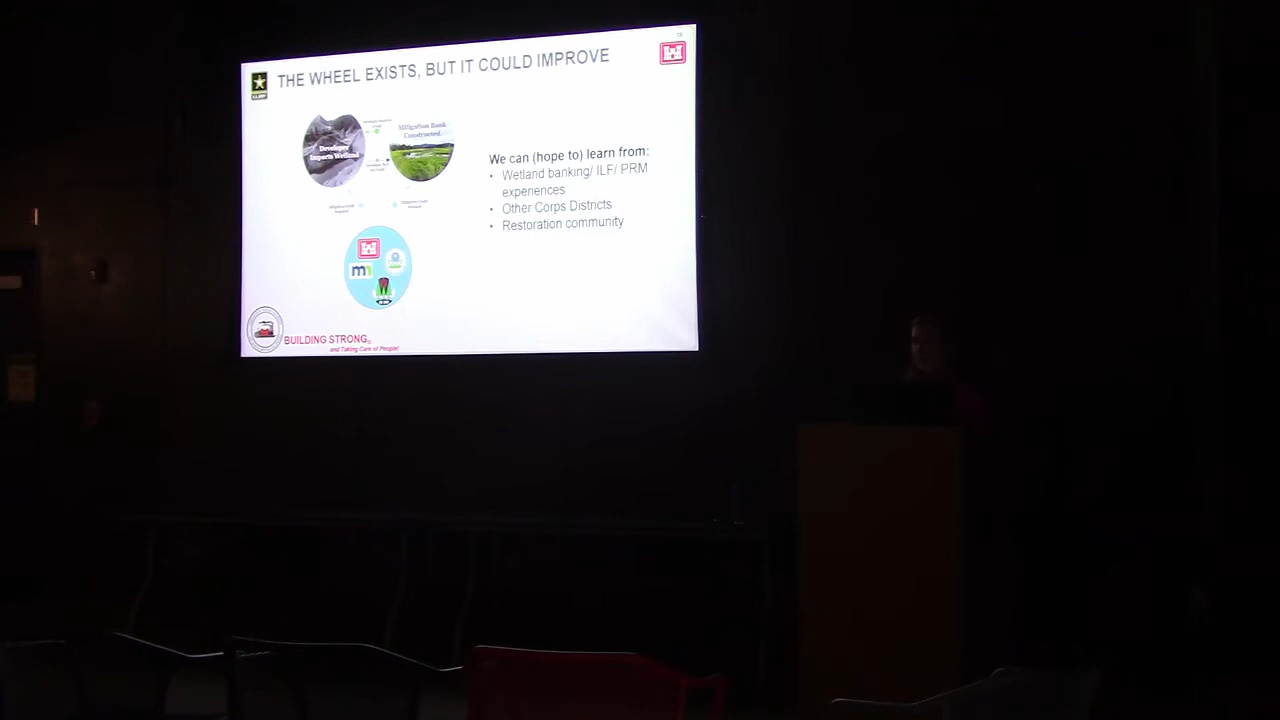 13
THE WHEEL EXISTS, BUT IT COULD IMPROVE
Developer
Impacts Wetland
Mitigation Bank
Constructed
We can (hope to) learn from:
• Wetland banking/ ILF/ PRM
experiences
• Other Corps Districts
• Restoration community
m
BUILDING STRONG®
and Taking Care of People!